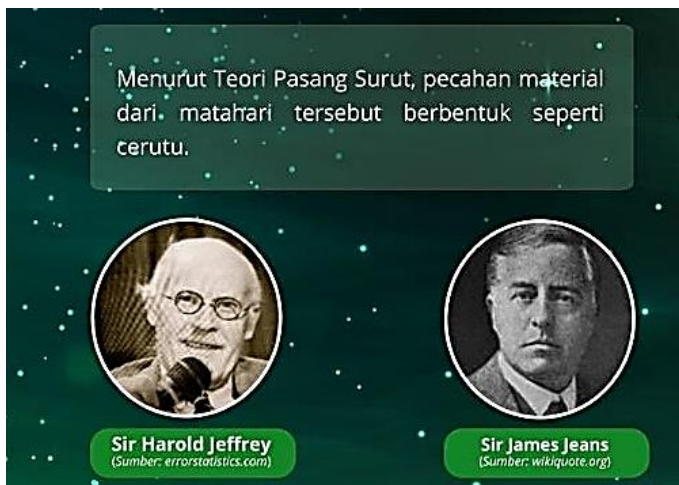 Menurut Teori Pasang Surut, pecahan material
dari matahari tersebut berbentuk seperti
cerutu.
Sir Harold Jeffrey
(Sumber: errorstatistics.com)
Sir James Jeans
(Sumber: wikiquote.org)